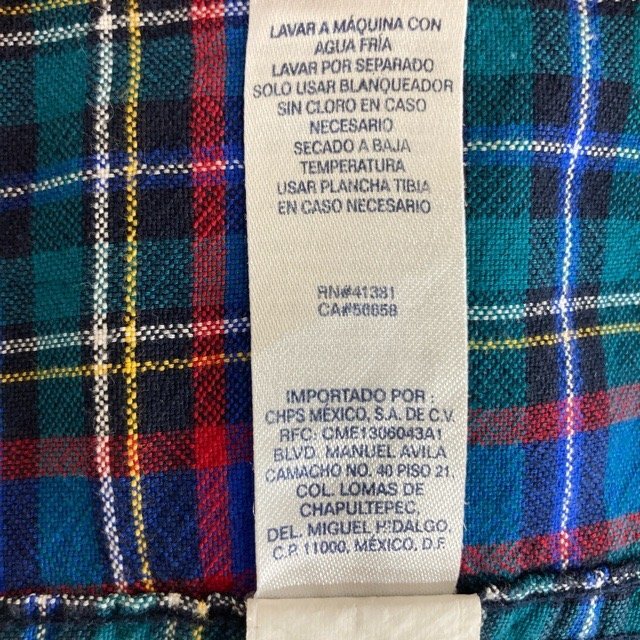 LAVAR A MÁQUINA CON
AGUA FRÍA
LAVAR POR SEPARADO
SOLO USAR BLANQUEADOR
SIN CLORO EN CASO
NECESARIO
SECADO A BAJA
TEMPERATURA
USAR PLANCHA TIBIA
EN CASO NECESARIO
RN#41381
CA#56658
IMPORTADO POR:
CHPS MÉXICO, S.A. DE C.V.
RFC: CME1306043A1
BLVD. MANUEL AVILA
CAMACHO NO. 40 PISO 21,
COL. LOMAS DE
CHAPULTEPEC,
DEL. MIGUEL HIDALGO
C.P. 11000, MÉXICO, D.F.